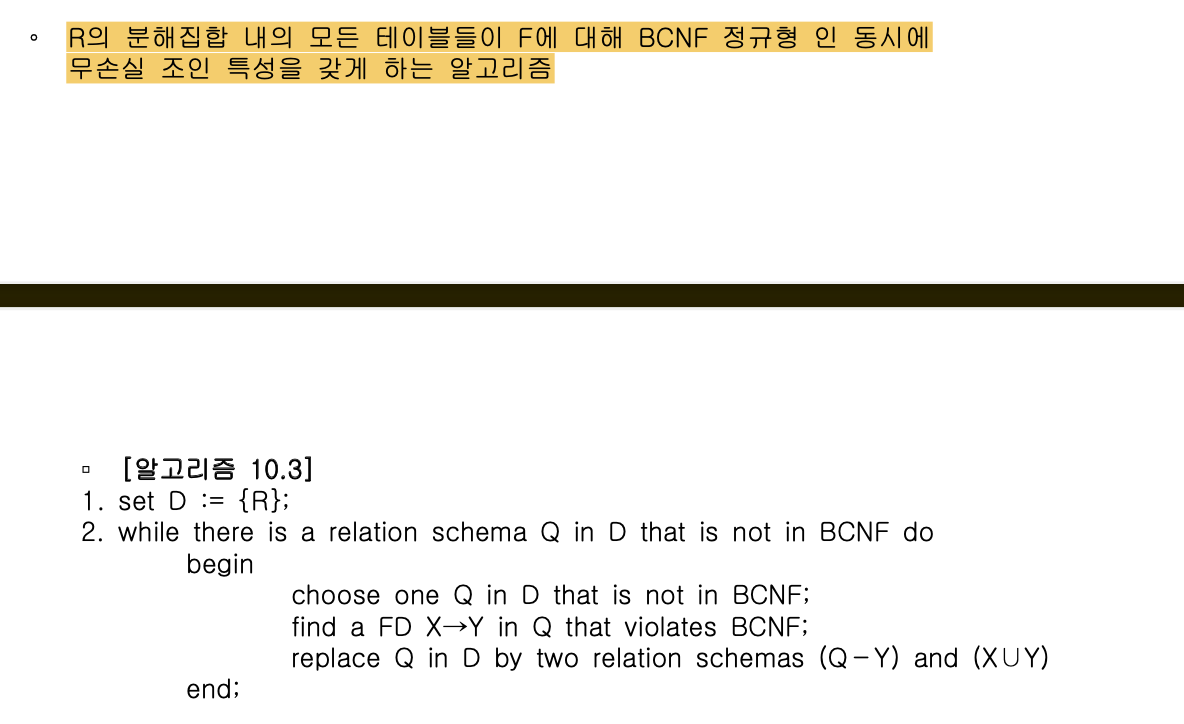 ◦ R의 분해집합 내의 모든 테이블들이 F에 대해 BCNF 정규형 인 동시에
무손실 조인 특성을 갖게 하는 알고리즘
▫ [알고리즘 10.3]
1. set D := {R};
2. while there is a relation schema Q in D that is not in BCNF do
begin
choose one Q in D that is not in BCNF;
find a FD X→Y in Q that violates BCNF;
replace Q in D by two relation schemas (Q－Y) and (X∪Y)
end;